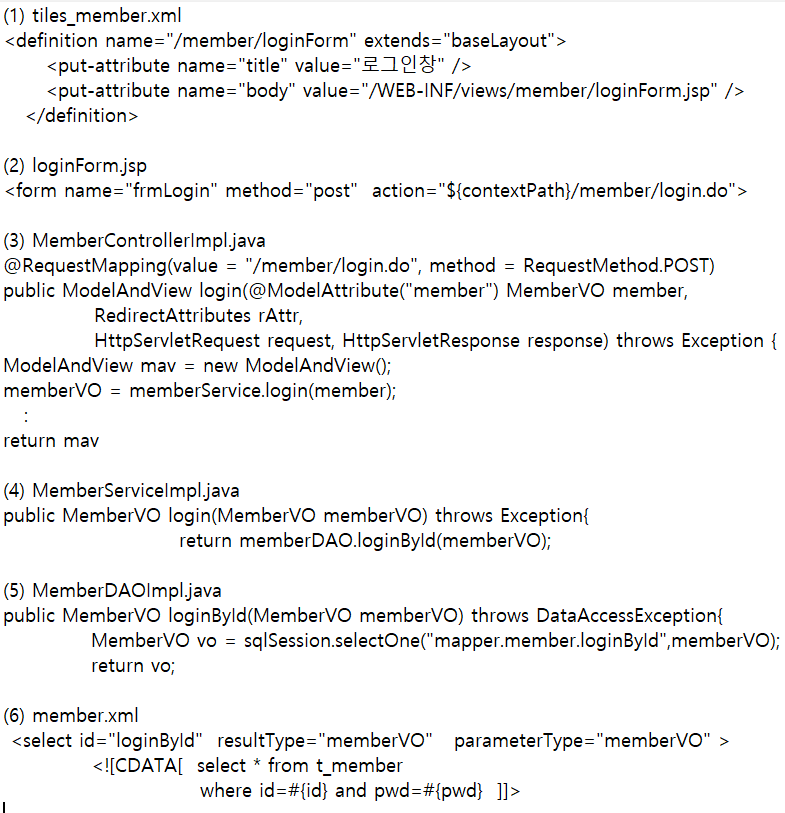 (1) tiles_member.xml
<definition name="/member/loginForm" extends="baseLayout">
<put-attribute name="title" value="로그인창" />
<put-attribute name="body" value="/WEB-INF/views/member/loginForm.jsp" />
</definition>
(2) loginForm.jsp
<form name="frmLogin" method="post"  action="${contextPath}/member/login.do">
(3) MemberControllerImpl.java
@RequestMapping(value = "/member/login.do", method = RequestMethod.POST)
public ModelAndView login(@ModelAttribute("member") MemberVO member,
RedirectAttributes rAttr,
HttpServletRequest request, HttpServletResponse response) throws Exception {
ModelAndView mav = new ModelAndView();
memberVO = memberService.login(member);
:
return mav
(4) MemberServiceImpl.java
public MemberVO login(MemberVO memberVO) throws Exception{
return memberDAO.loginById(memberVO);
(5) MemberDAOImpl.java
public MemberVO loginById(MemberVO memberVO) throws DataAccessException{
MemberVO vo = sqlSession.selectOne("mapper.member.loginById",memberVO);
return vo;
(6) member.xml
<select id="loginById"  resultType="memberVO"   parameterType="memberVO" >
<![CDATA[  select * from t_member
where id=#{id} and pwd=#{pwd}  ]]>